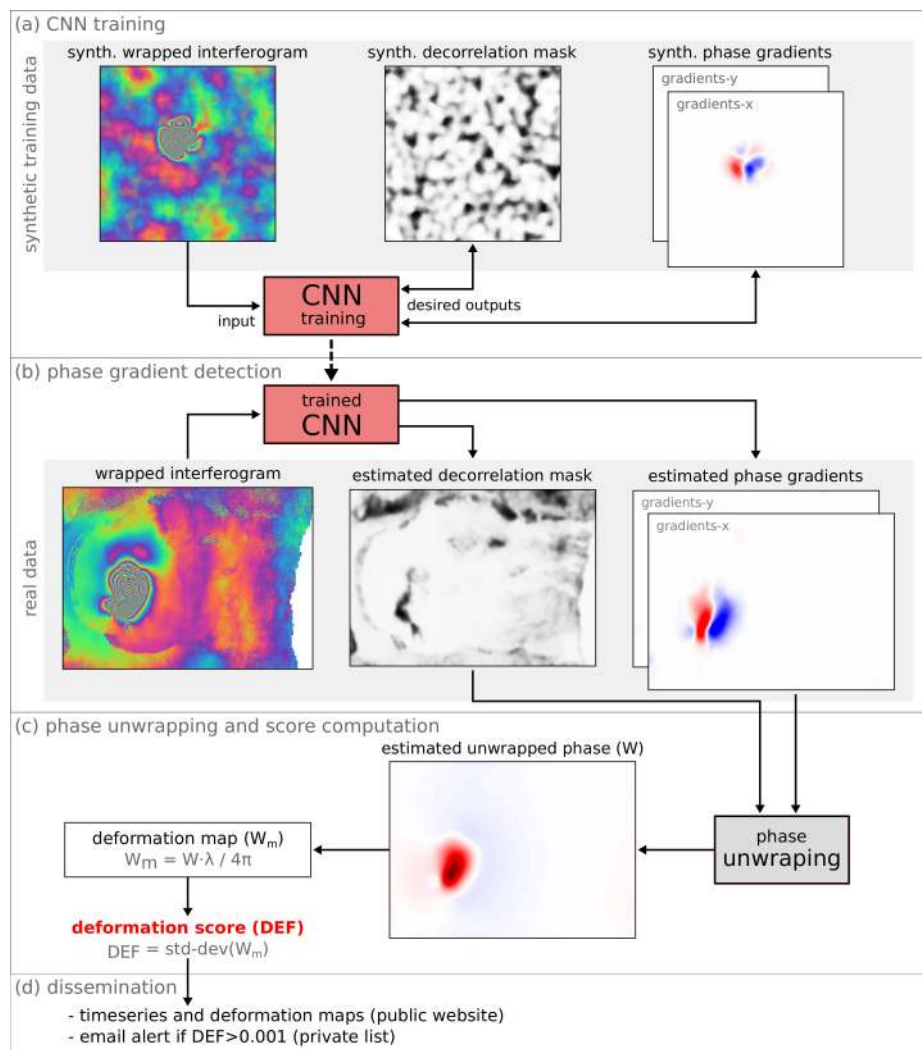 (a) CNN training
synth. wrapped interferogram
synth. decorrelation mask
synth. phase gradients
gradients-y
gradients-x
synthetic training data
CNN
training
input
desired outputs
(b) phase gradient detection
trained
CNN
wrapped interferogram
estimated decorrelation mask
estimated phase gradients
gradients-y
gradients-x
real data
(c) phase unwrapping and score computation
estimated unwrapped phase (W)
phase
unwraping
deformation map (Wₘ)
Wₘ = W·λ / 4π
deformation score (DEF)
DEF = std-dev(Wₘ)
(d) dissemination
- timeseries and deformation maps (public website)
- email alert if DEF>0.001 (private list)